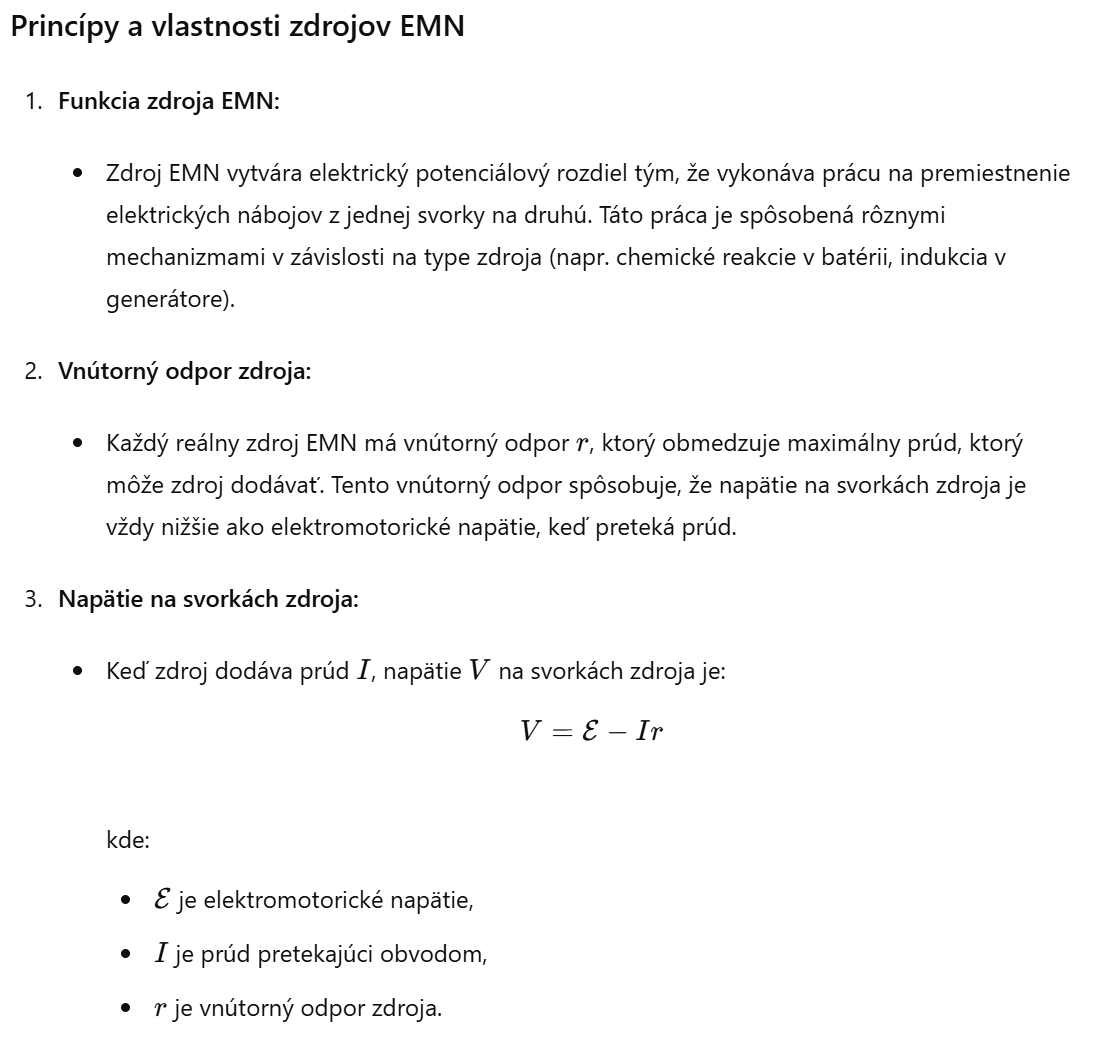 Princípy a vlastnosti zdrojov EMN
1. Funkcia zdroja EMN:
• Zdroj EMN vytvára elektrický potenciálový rozdiel tým, že vykonáva prácu na premiestnenie
elektrických nábojov z jednej svorky na druhú. Táto práca je spôsobená rôznymi
mechanizmami v závislosti na type zdroja (napr. chemické reakcie v batérii, indukcia v
generátore).
2. Vnútorný odpor zdroja:
• Každý reálny zdroj EMN má vnútorný odpor r, ktorý obmedzuje maximálny prúd, ktorý
môže zdroj dodávať. Tento vnútorný odpor spôsobuje, že napätie na svorkách zdroja je
vždy nižšie ako elektromotorické napätie, keď preteká prúd.
3. Napätie na svorkách zdroja:
• Keď zdroj dodáva prúd I, napätie V na svorkách zdroja je:
V = ℰ − Ir
kde:
• ℰ je elektromotorické napätie,
• I je prúd pretekajúci obvodom,
• r je vnútorný odpor zdroja.